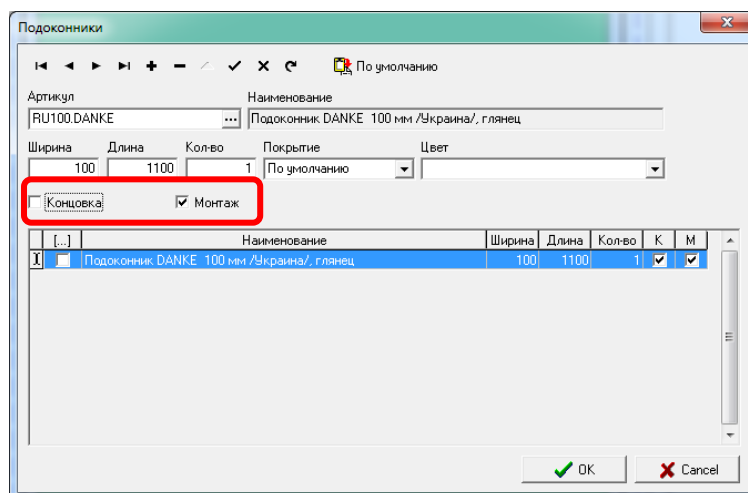 Подоконники
По умолчанию
Артикул Наименование
RU100.DANKE ... Подоконник DANKE 100 мм /Украина/, глянец
Ширина Длина Кол-во Покрытие Цвет
100 1100 1 По умолчанию
Концовка Монтаж
[...] Наименование Ширина Длина Кол-во К М
Подоконник DANKE 100 мм /Украина/, глянец 100 1100 1
OK Cancel